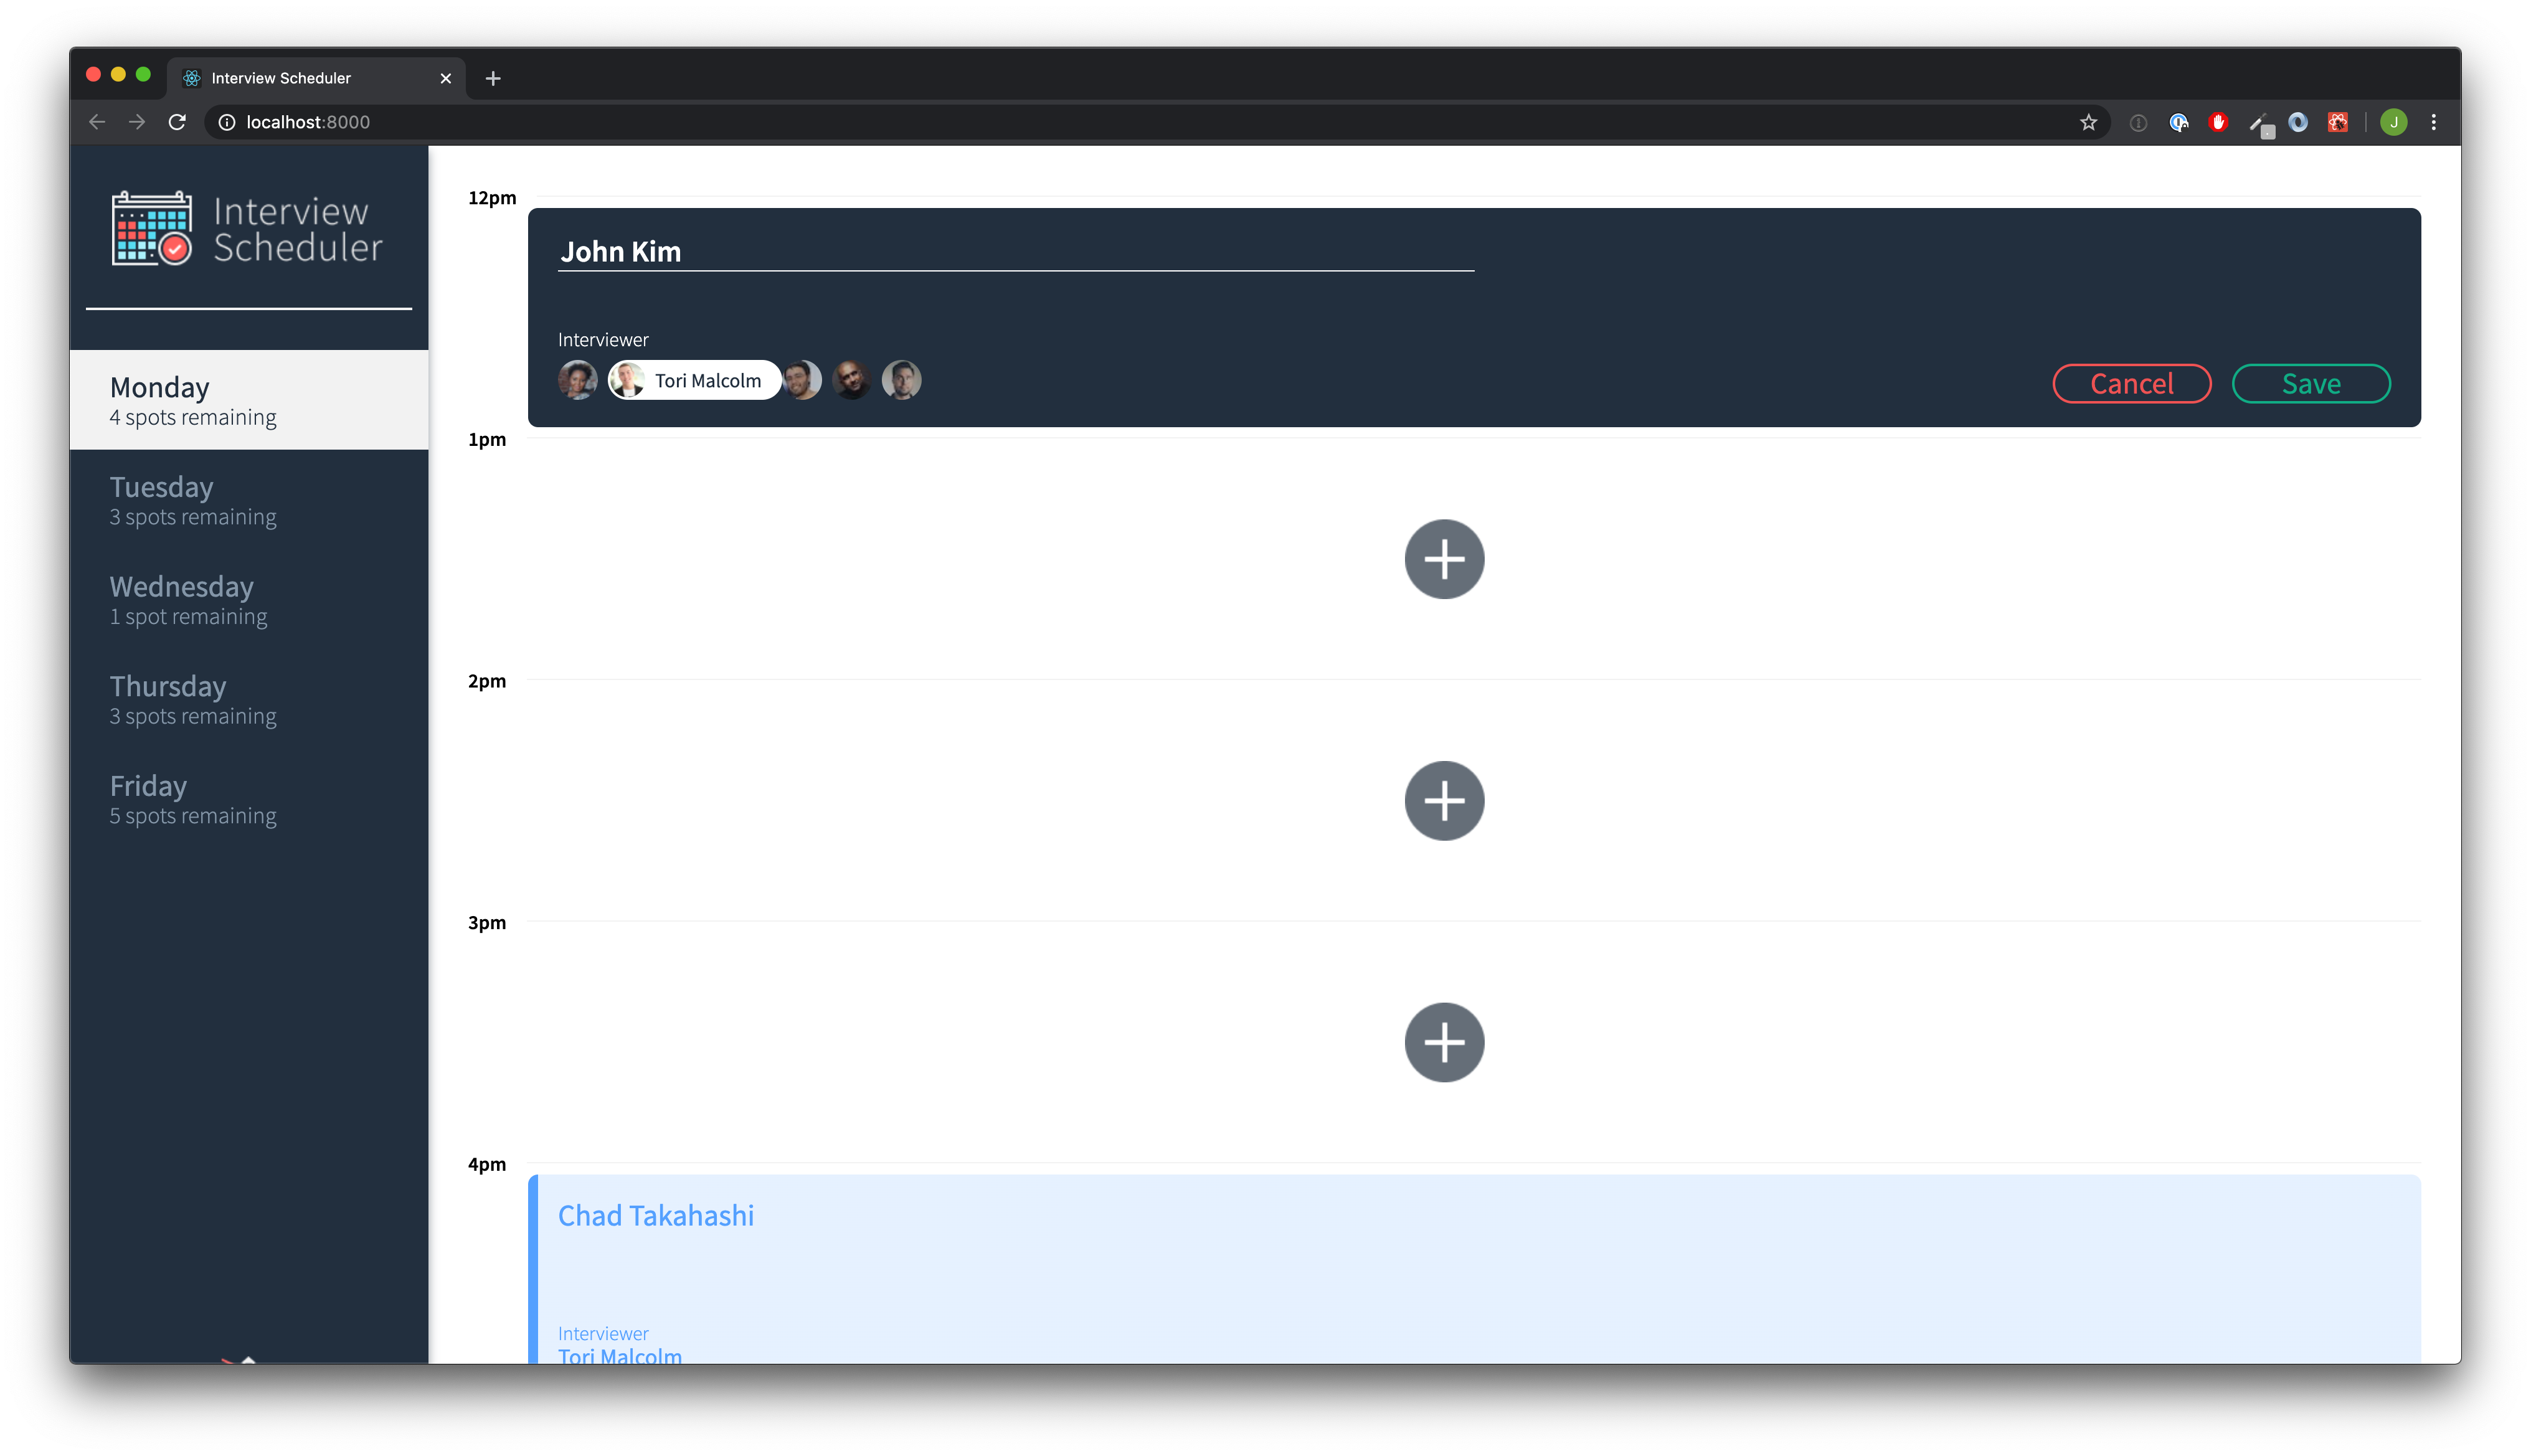 Interview Scheduler
localhost:8000
J
Interview
Scheduler
Monday
4 spots remaining
Tuesday
3 spots remaining
Wednesday
1 spot remaining
Thursday
3 spots remaining
Friday
5 spots remaining
12pm
John Kim
Interviewer
Tori Malcolm
Cancel
Save
1pm
2pm
3pm
4pm
Chad Takahashi
Interviewer
Tori Malcolm